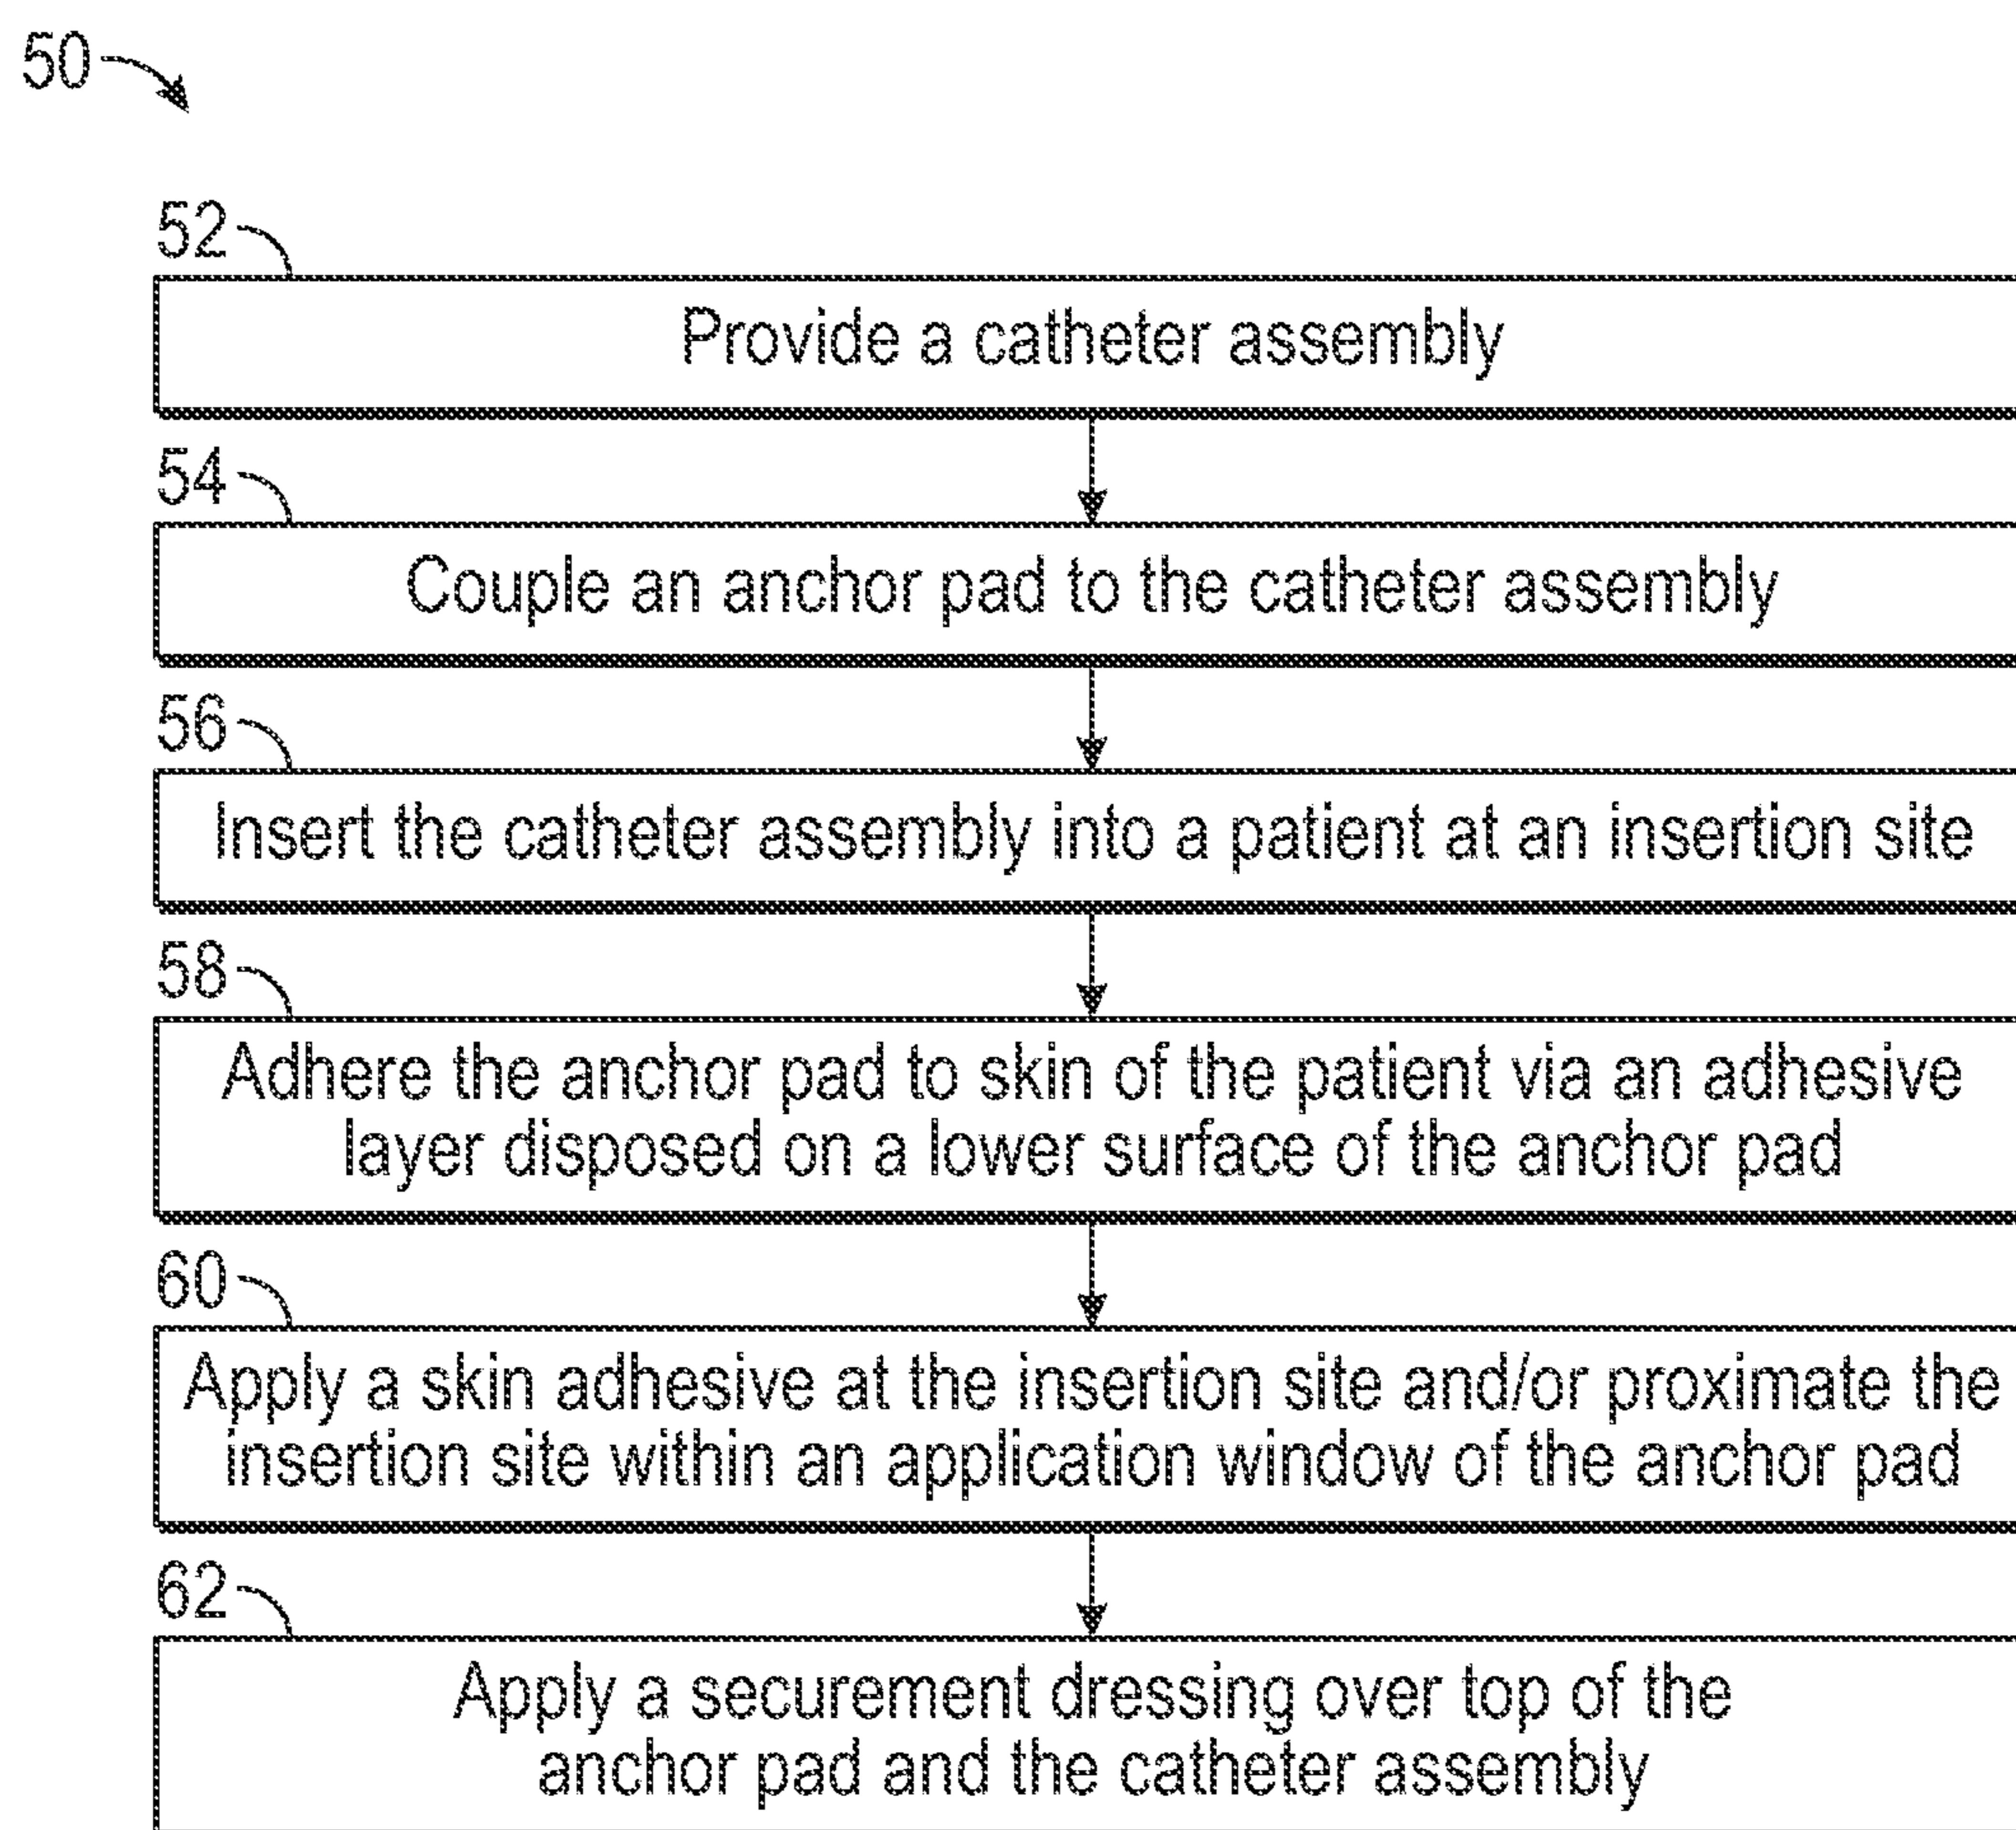 50
52
Provide a catheter assembly
54
Couple an anchor pad to the catheter assembly
56
Insert the catheter assembly into a patient at an insertion site
58
Adhere the anchor pad to skin of the patient via an adhesive
layer disposed on a lower surface of the anchor pad
60
Apply a skin adhesive at the insertion site and/or proximate the
insertion site within an application window of the anchor pad
62
Apply a securement dressing over top of the
anchor pad and the catheter assembly